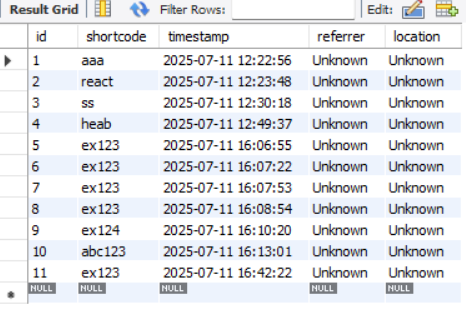 Result Grid Filter Rows: Edit:
id shortcode timestamp referrer location
1 aaa 2025-07-11 12:22:56 Unknown Unknown
2 react 2025-07-11 12:23:48 Unknown Unknown
3 ss 2025-07-11 12:30:18 Unknown Unknown
4 heab 2025-07-11 12:49:37 Unknown Unknown
5 ex123 2025-07-11 16:06:55 Unknown Unknown
6 ex123 2025-07-11 16:07:22 Unknown Unknown
7 ex123 2025-07-11 16:07:53 Unknown Unknown
8 ex123 2025-07-11 16:08:54 Unknown Unknown
9 ex124 2025-07-11 16:10:20 Unknown Unknown
10 abc123 2025-07-11 16:13:01 Unknown Unknown
11 ex123 2025-07-11 16:42:22 Unknown Unknown
NULL NULL NULL NULL NULL